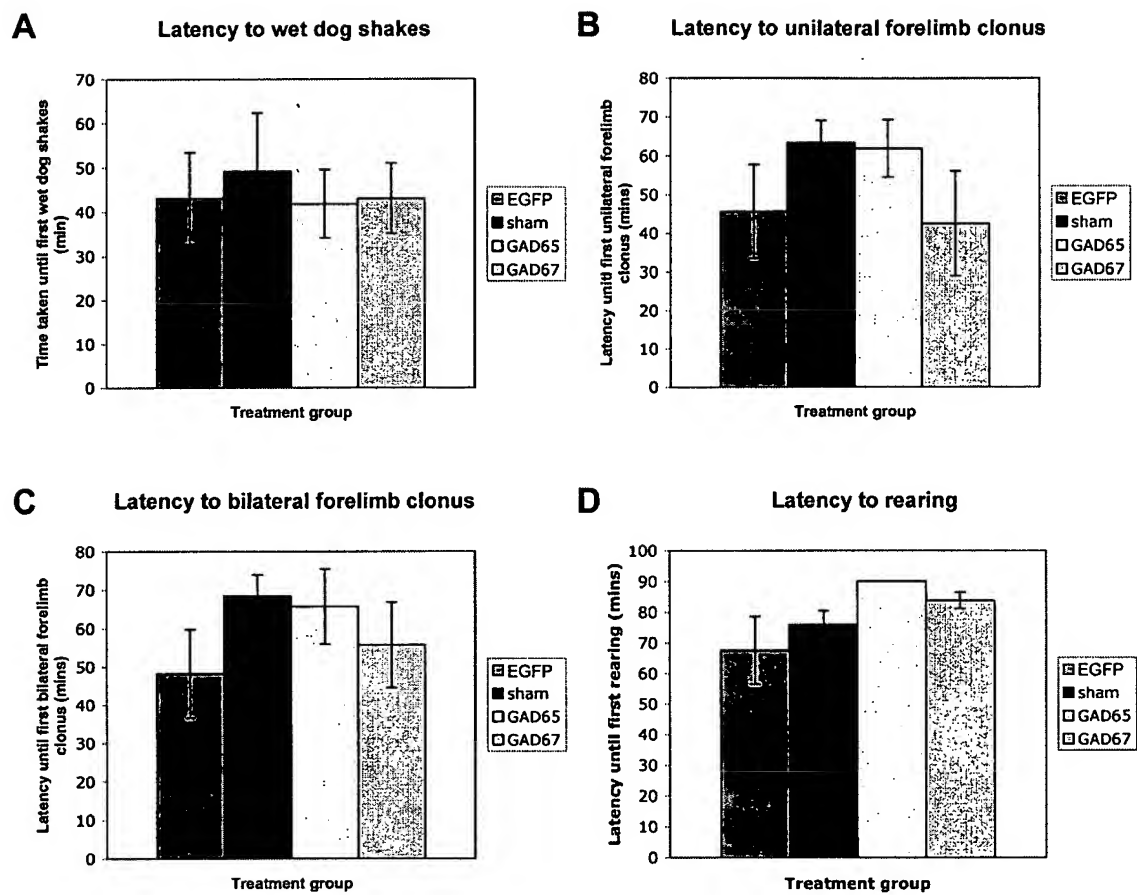 A
Latency to wet dog shakes
Time taken until first wet dog shakes
(min)
70
60
50
40
30
20
10
0
Treatment group
EGFP
sham
GAD65
GAD67
B
Latency to unilateral forelimb clonus
Latency unitl first unilateral forelimb
clonus (mins)
80
70
60
50
40
30
20
10
0
Treatment group
EGFP
sham
GAD65
GAD67
C
Latency to bilateral forelimb clonus
Latency until first bilateral forelimb
clonus (mins)
80
70
60
50
40
30
20
10
0
Treatment group
EGFP
sham
GAD65
GAD67
D
Latency to rearing
Latency until first rearing (mins)
100
90
80
70
60
50
40
30
20
10
0
Treatment group
EGFP
sham
GAD65
GAD67